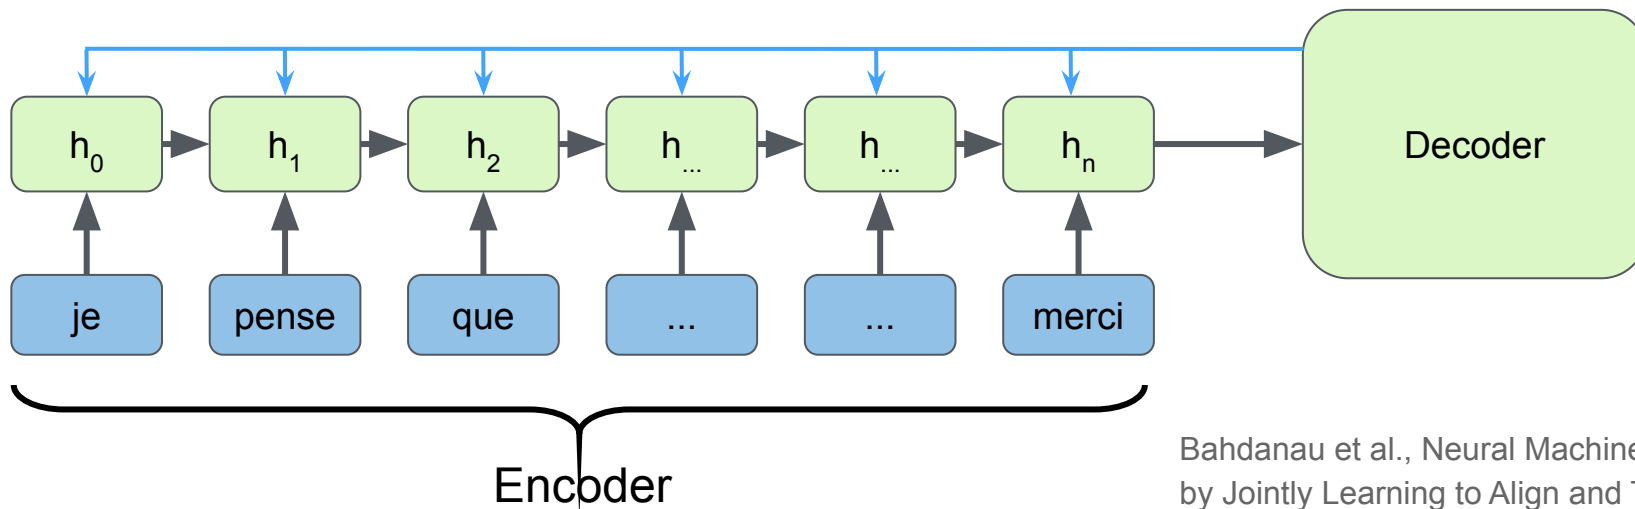 h0 h1 h2 h... h... hn Decoder
je pense que ... ... merci
Encoder
Bahdanau et al., Neural Machine
by Jointly Learning to Align and